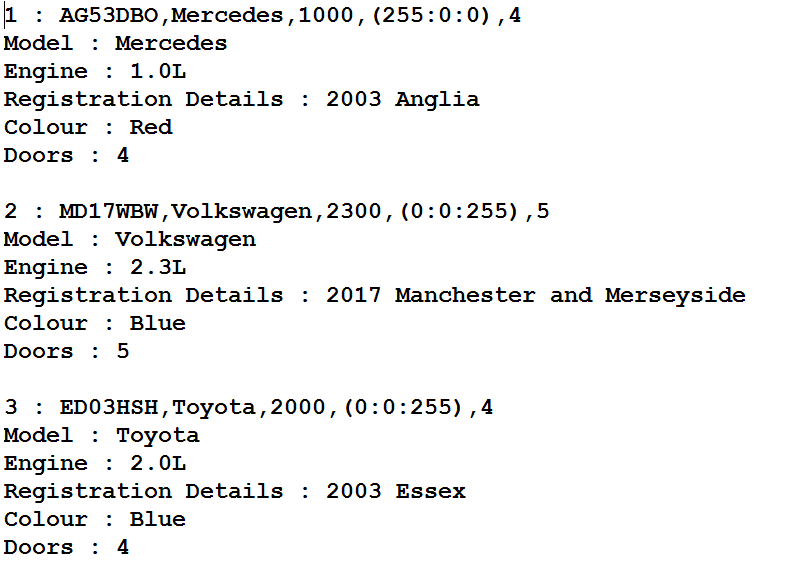 1 : AG53DBO,Mercedes,1000,(255:0:0),4
Model : Mercedes
Engine : 1.0L
Registration Details : 2003 Anglia
Colour : Red
Doors : 4

2 : MD17WBW,Volkswagen,2300,(0:0:255),5
Model : Volkswagen
Engine : 2.3L
Registration Details : 2017 Manchester and Merseyside
Colour : Blue
Doors : 5

3 : ED03HSH,Toyota,2000,(0:0:255),4
Model : Toyota
Engine : 2.0L
Registration Details : 2003 Essex
Colour : Blue
Doors : 4